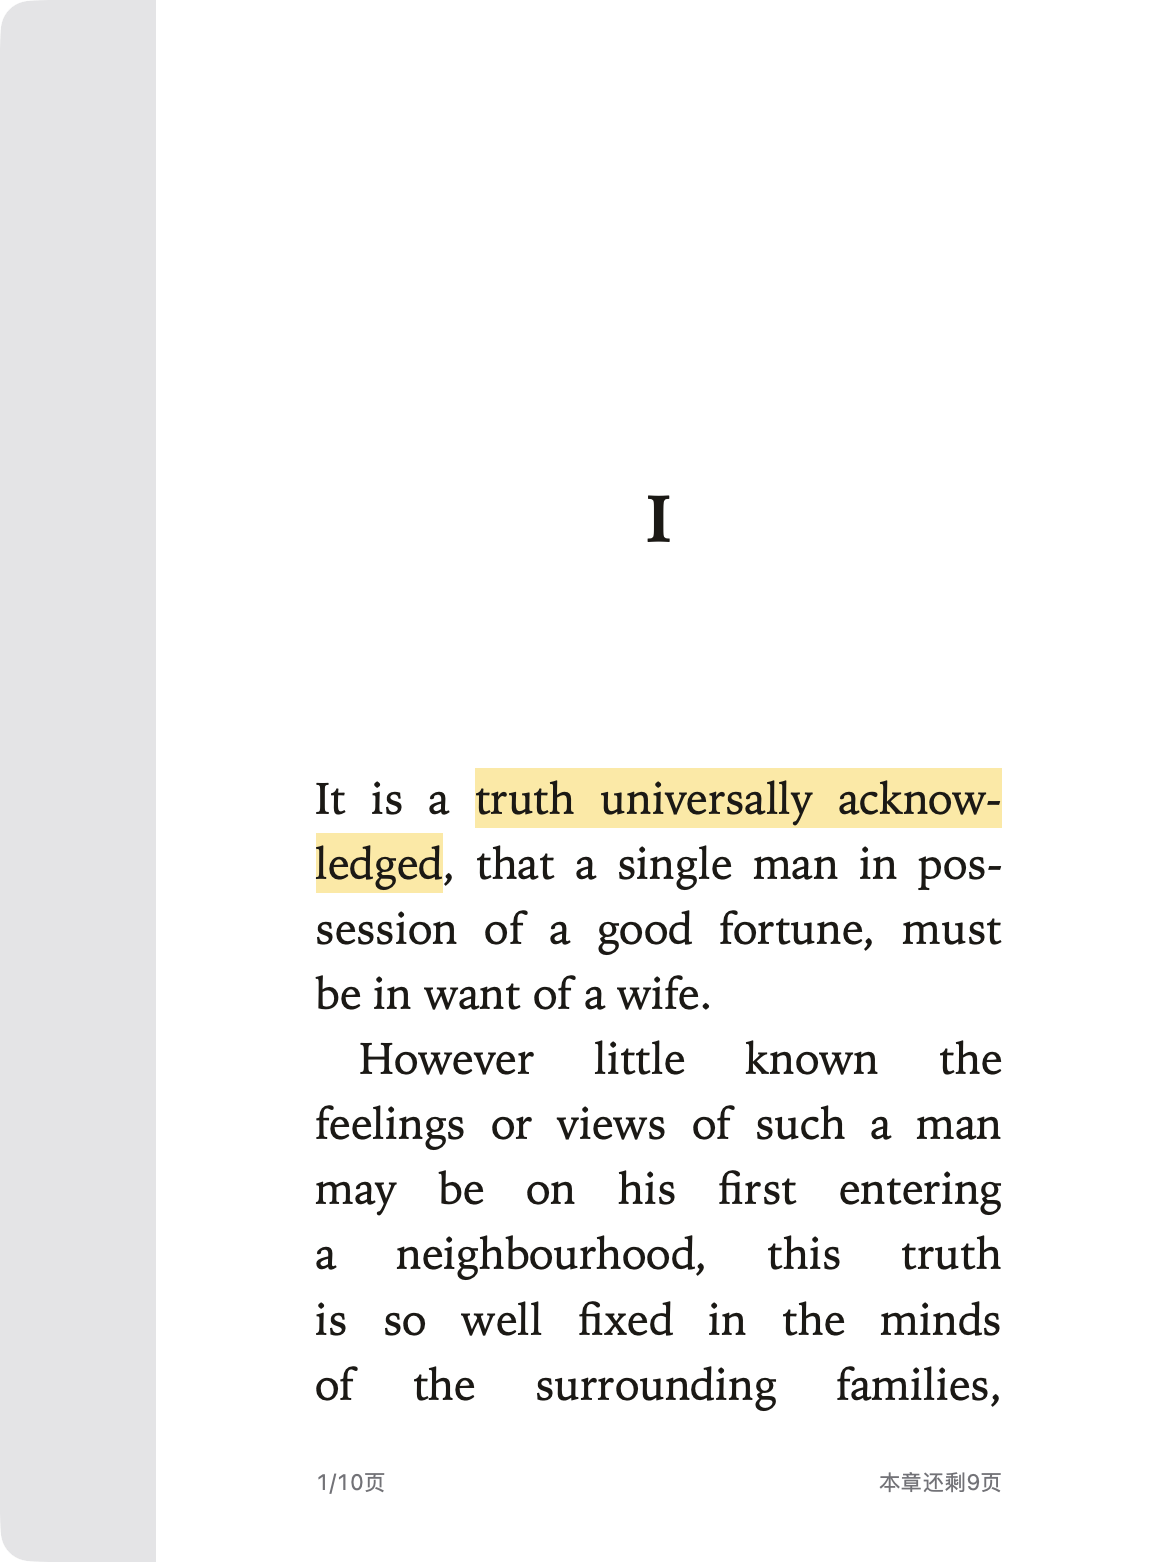 I
It is a truth universally acknow-
ledged, that a single man in pos-
session of a good fortune, must
be in want of a wife.
However little known the
feelings or views of such a man
may be on his first entering
a neighbourhood, this truth
is so well fixed in the minds
of the surrounding families,
1/10页
本章还剩9页